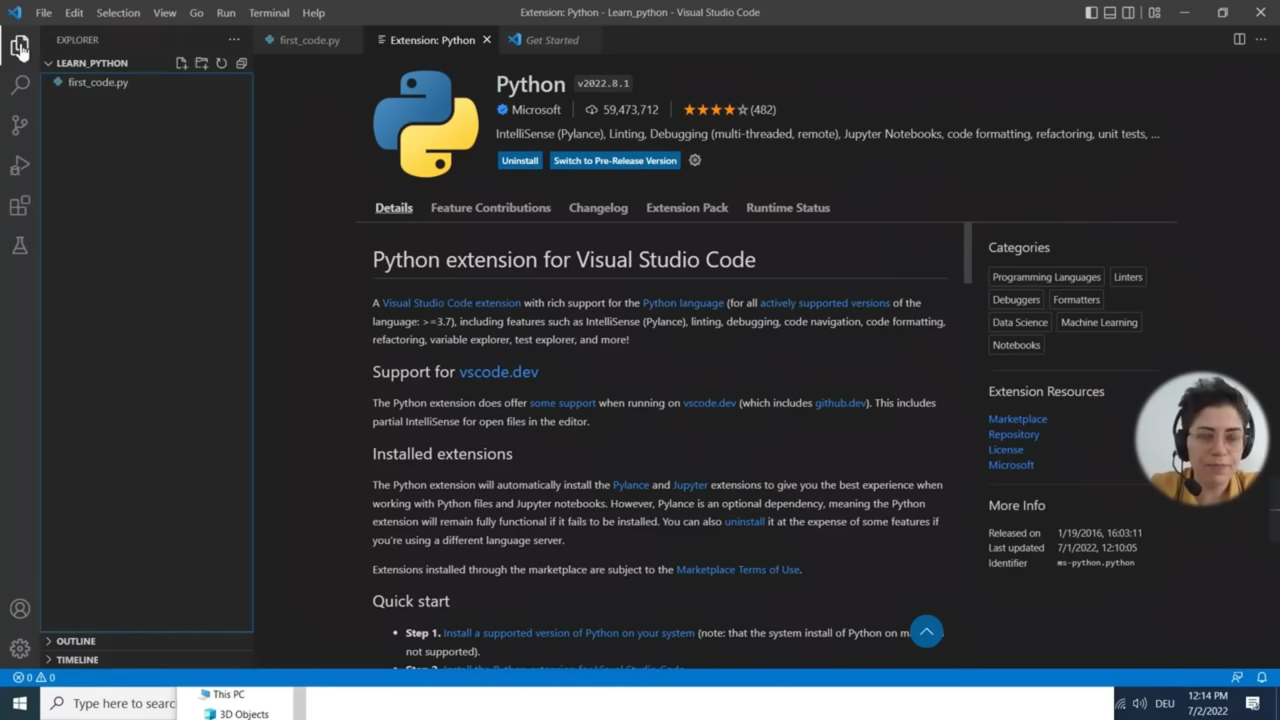 File Edit Selection View Go Run Terminal Help
Extension: Python - Learn_python - Visual Studio Code
EXPLORER
first_code.py
Extension: Python
Get Started
LEARN_PYTHON
first_code.py
Python v2022.8.1
Microsoft 59,473,712 (482)
IntelliSense (Pylance), Linting, Debugging (multi-threaded, remote), Jupyter Notebooks, code formatting, refactoring, unit tests, ...
Uninstall Switch to Pre-Release Version
Details Feature Contributions Changelog Extension Pack Runtime Status
Python extension for Visual Studio Code
A Visual Studio Code extension with rich support for the Python language (for all actively supported versions of the
language: >=3.7), including features such as IntelliSense (Pylance), linting, debugging, code navigation, code formatting,
refactoring, variable explorer, test explorer, and more!
Support for vscode.dev
The Python extension does offer some support when running on vscode.dev (which includes github.dev). This includes
partial IntelliSense for open files in the editor.
Installed extensions
The Python extension will automatically install the Pylance and Jupyter extensions to give you the best experience when
working with Python files and Jupyter notebooks. However, Pylance is an optional dependency, meaning the Python
extension will remain fully functional if it fails to be installed. You can also uninstall it at the expense of some features if
you're using a different language server.
Extensions installed through the marketplace are subject to the Marketplace Terms of Use.
Quick start
• Step 1. Install a supported version of Python on your system (note: that the system install of Python on
not supported).
Categories
Programming Languages Linters
Debuggers Formatters
Data Science Machine Learning
Notebooks
Extension Resources
Marketplace
Repository
License
Microsoft
More Info
Released on 1/19/2016, 16:03:11
Last updated 7/1/2022, 12:10:05
Identifier ms-python.python
OUTLINE
TIMELINE
0 0
Type here to searc
This PC
3D Objects
DEU
12:14 PM
7/2/2022